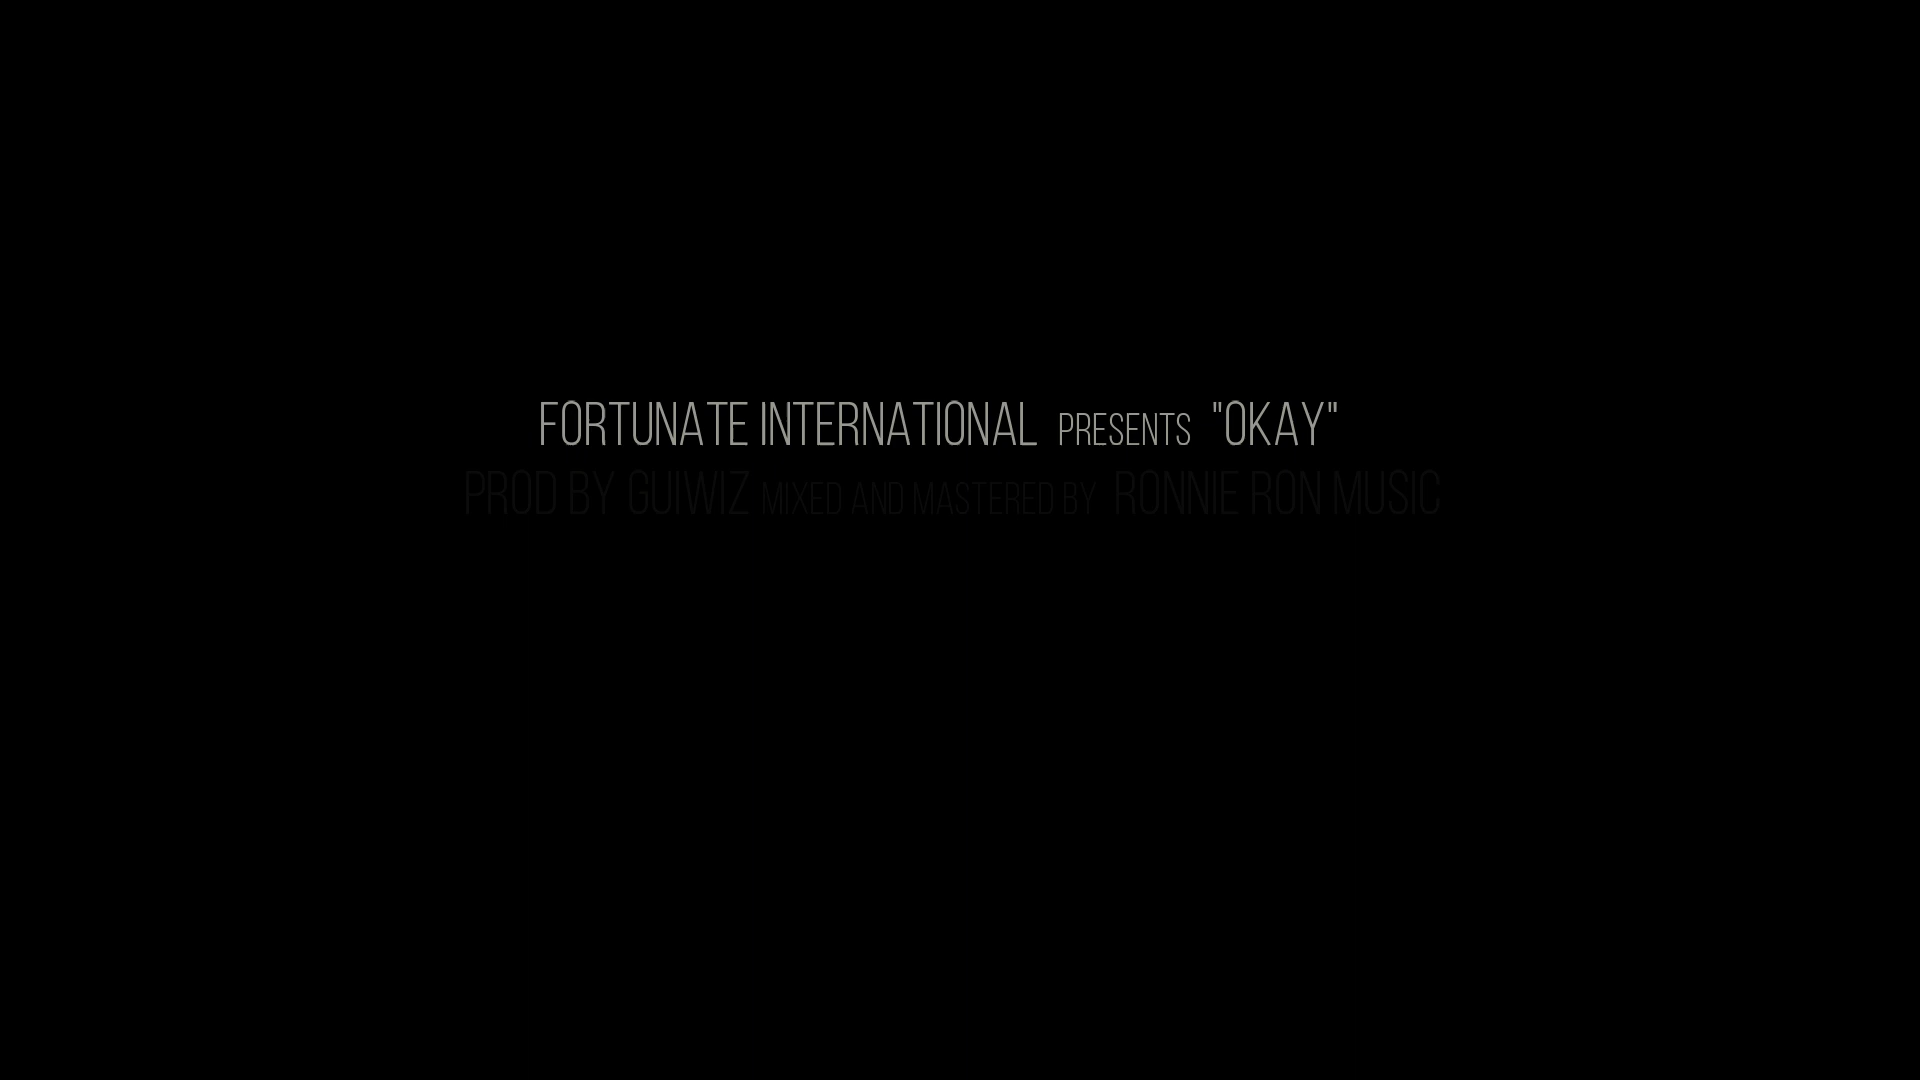 FORTUNATE INTERNATIONAL PRESENTS "OKAY"
PROD BY GUIWIZ MIXED AND MASTERED BY RONNIE RON MUSIC